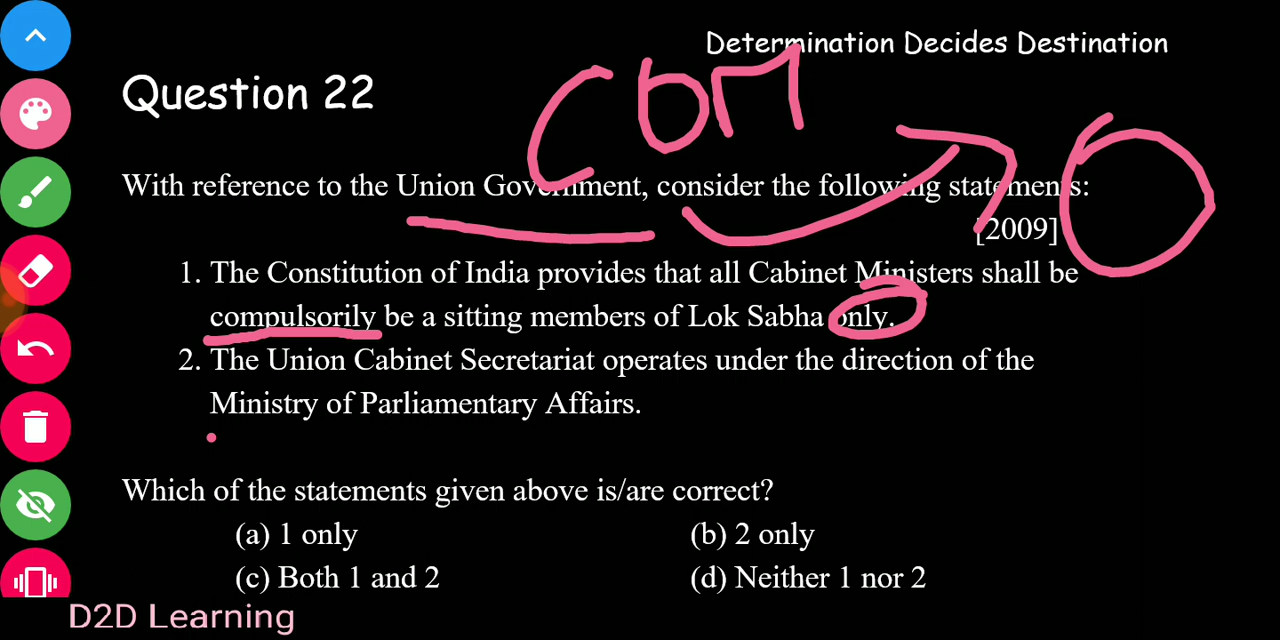 Determination Decides Destination
Question 22
COM
With reference to the Union Government, consider the following statements:
[2009]
1. The Constitution of India provides that all Cabinet Ministers shall be
compulsorily be a sitting members of Lok Sabha only.
2. The Union Cabinet Secretariat operates under the direction of the
Ministry of Parliamentary Affairs.
Which of the statements given above is/are correct?
(a) 1 only (b) 2 only
(c) Both 1 and 2 (d) Neither 1 nor 2
D2D Learning